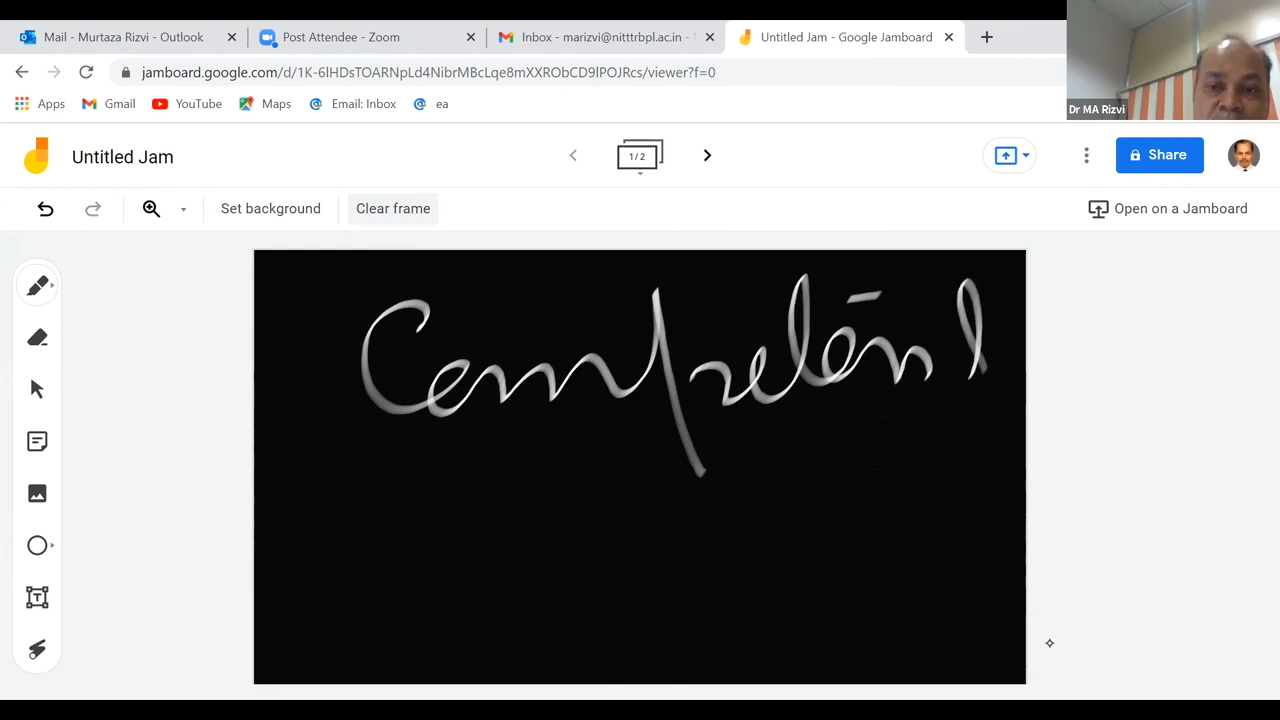 Mail - Murtaza Rizvi - Outlook
Post Attendee - Zoom
Inbox - marizvi@nitttrbpl.ac.in -
Untitled Jam - Google Jamboard
jamboard.google.com/d/1K-6lHDsTOARNpLd4NibrMBcLqe8mXXRObCD9lPOJRcs/viewer?f=0
Dr MA Rizvi
Apps
Gmail
YouTube
Maps
Email: Inbox
ea
Untitled Jam
1/2
Share
Set background
Clear frame
Open on a Jamboard
Competent